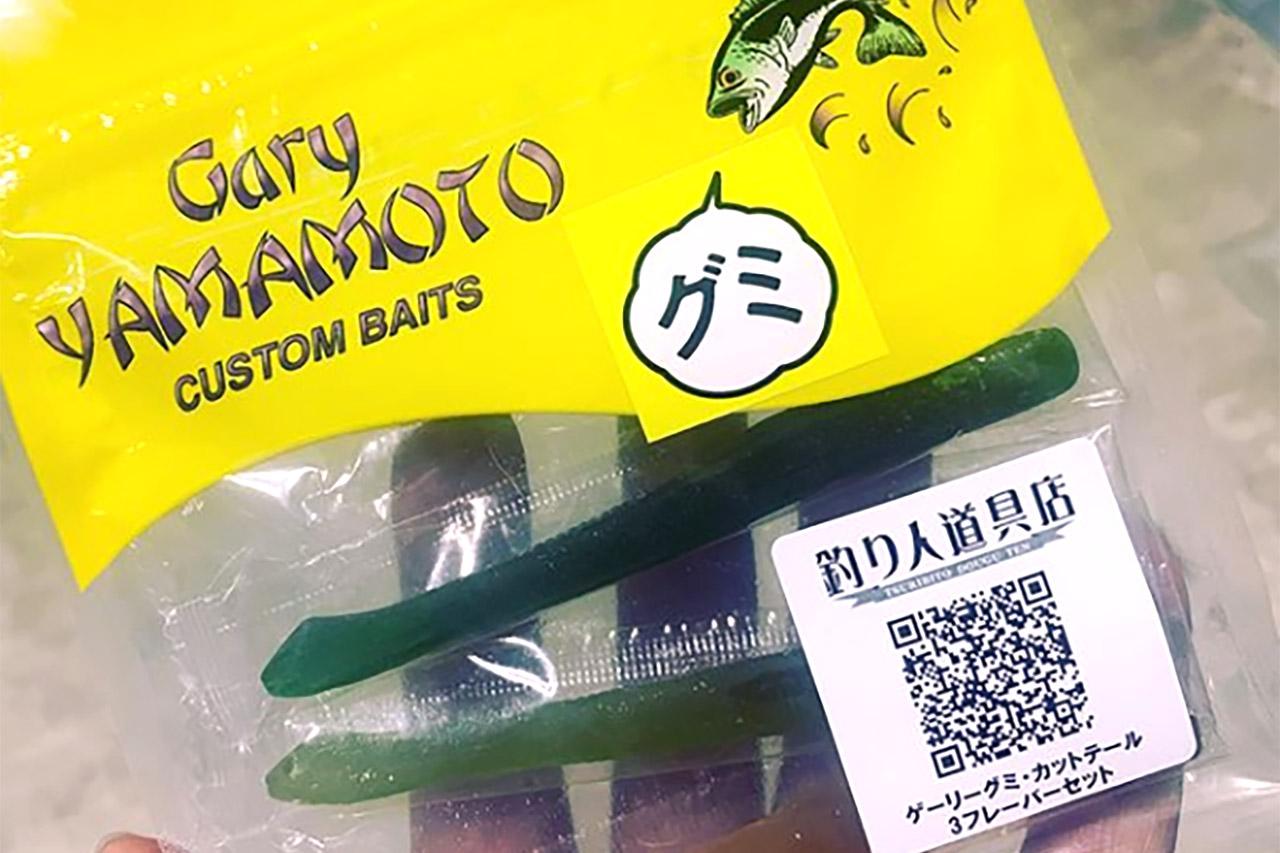 Gary
YAMAMOTO
CUSTOM BAITS
グミ
釣り人道具店
TSURIBITO DOUGU TEN
ゲーリーグミ・カットテール
3フレーバーセット